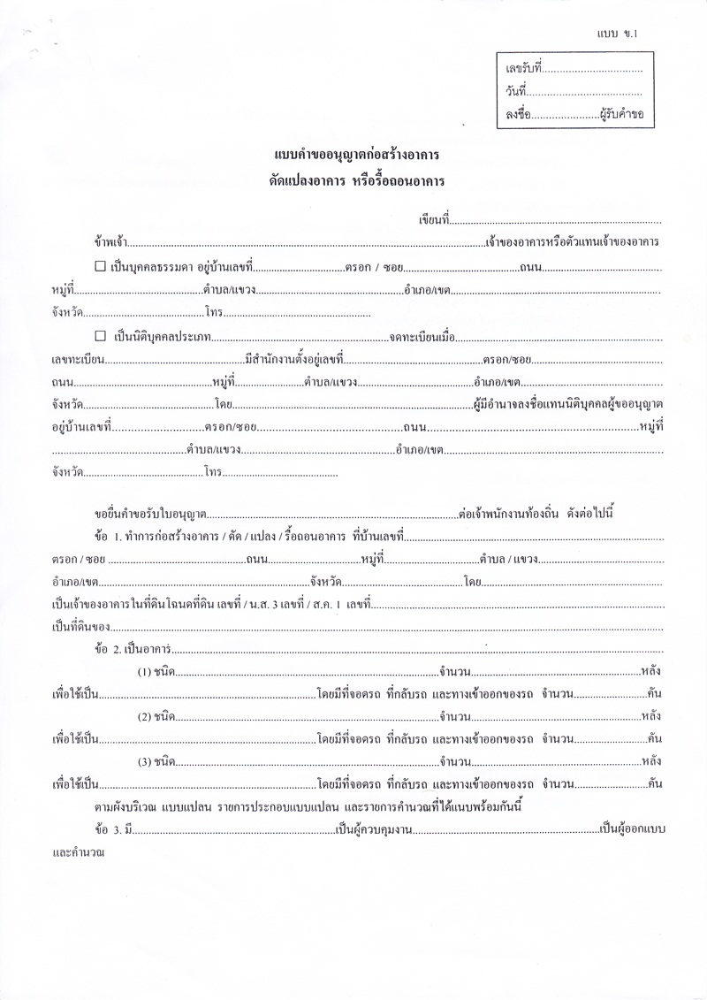 แบบ ข.1
เลขรับที่..................................
วันที่.......................................
ลงชื่อ.......................ผู้รับคำขอ
แบบคำขออนุญาตก่อสร้างอาคาร
ดัดแปลงอาคาร หรือรื้อถอนอาคาร
เขียนที่................................................................................
ข้าพเจ้า.........................................................................................................................เจ้าของอาคารหรือตัวแทนเจ้าของอาคาร
☐ เป็นบุคคลธรรมดา อยู่บ้านเลขที่...............................ตรอก / ซอย.......................................ถนน.........................................
หมู่ที่...........................................ตำบล/แขวง..................................................อำเภอ/เขต.......................................................................
จังหวัด.........................................โทร..................................................
☐ เป็นนิติบุคคลประเภท............................................................จดทะเบียนเมื่อ......................................................................
เลขทะเบียน...............................................มีสำนักงานตั้งอยู่เลขที่...............................................ตรอก/ซอย.............................................
ถนน...............................................หมู่ที่........................ตำบล/แขวง........................................อำเภอ/เขต................................................
จังหวัด............................................โดย..................................................................................ผู้มีอำนาจลงชื่อแทนนิติบุคคลผู้ขออนุญาต
อยู่บ้านเลขที่...............................ตรอก/ซอย..................................................ถนน........................................................................หมู่ที่
..............................................ตำบล/แขวง....................................................อำเภอ/เขต...........................................................................
จังหวัด.........................................โทร.......................................
ขอยื่นคำขอรับใบอนุญาต.....................................................................................ต่อเจ้าพนักงานท้องถิ่น ดังต่อไปนี้
ข้อ 1. ทำการก่อสร้างอาคาร / ดัด / แปลง / รื้อถอนอาคาร ที่บ้านเลขที่.........................................................................................
ตรอก / ซอย ...............................................ถนน...............................หมู่ที่................................ตำบล / แขวง...........................................
อำเภอ/เขต........................................................................จังหวัด.........................................โดย.............................................................
เป็นเจ้าของอาคารในที่ดินโฉนดที่ดิน เลขที่ / น.ส. 3 เลขที่ / ส.ค. 1 เลขที่....................................................................................................
เป็นที่ดินของ............................................................................................................................................................................................
ข้อ 2. เป็นอาคาร.......................................................................................................................................................................
(1) ชนิด..........................................................................................จำนวน..........................................................หลัง
เพื่อใช้เป็น..........................................................................โดยมีที่จอดรถ ที่กลับรถ และทางเข้าออกของรถ จำนวน.........................คัน
(2) ชนิด..........................................................................................จำนวน..........................................................หลัง
เพื่อใช้เป็น..........................................................................โดยมีที่จอดรถ ที่กลับรถ และทางเข้าออกของรถ จำนวน.........................คัน
(3) ชนิด..........................................................................................จำนวน..........................................................หลัง
เพื่อใช้เป็น..........................................................................โดยมีที่จอดรถ ที่กลับรถ และทางเข้าออกของรถ จำนวน.........................คัน
ตามผังบริเวณ แบบแปลน รายการประกอบแบบแปลน และรายการคำนวณที่ได้แนบพร้อมกันนี้
ข้อ 3. มี.....................................................................เป็นผู้ควบคุมงาน...............................................................เป็นผู้ออกแบบ
และคำนวณ